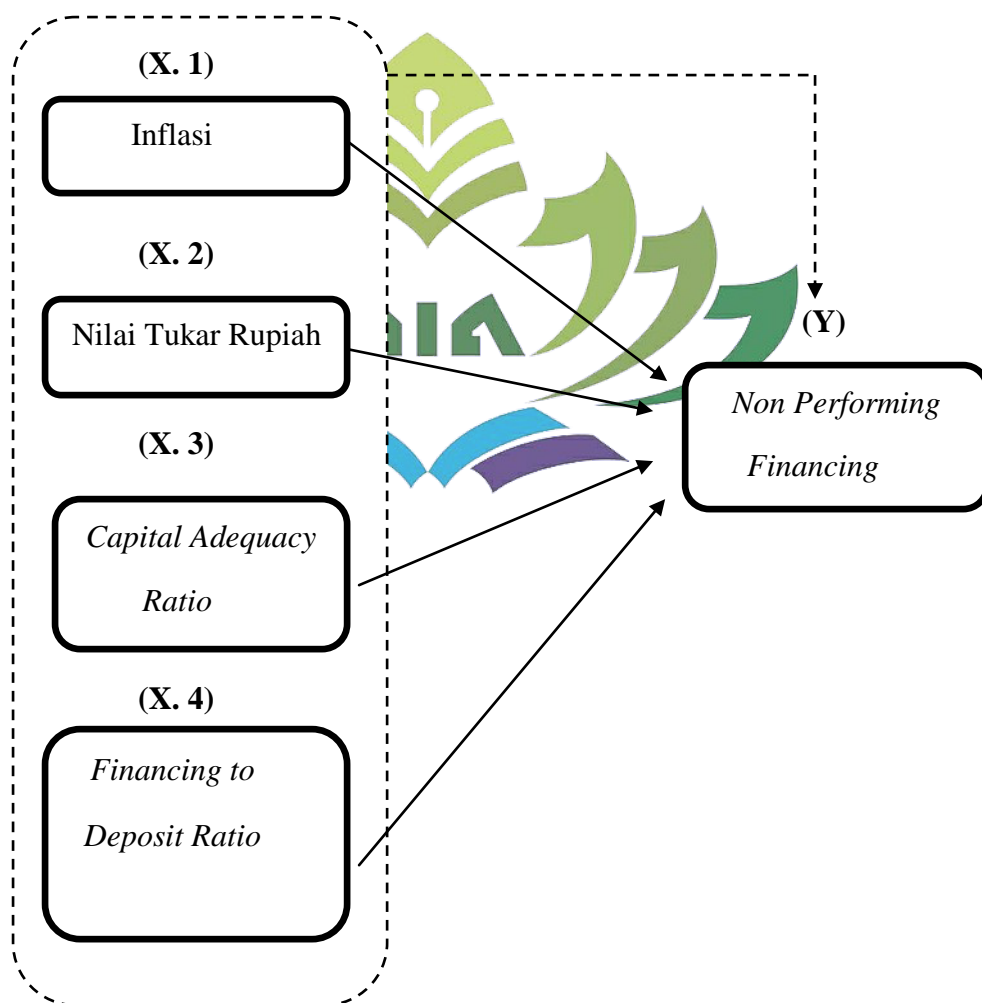 (X. 1)
Inflasi
(X. 2)
Nilai Tukar Rupiah
(Y)
Non Performing
Financing
(X. 3)
Capital Adequacy
Ratio
(X. 4)
Financing to
Deposit Ratio